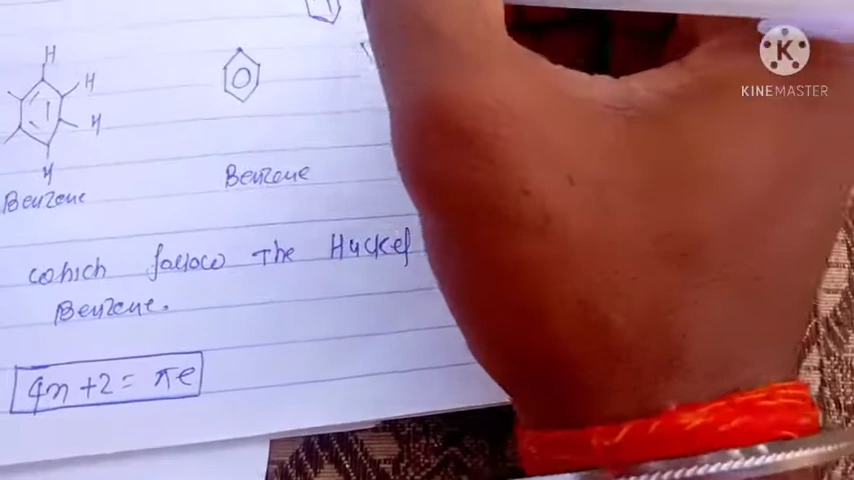 H
H
H
H
Benzene
Benzene
which follow The Huckel
Benzene.
4n+2 = πe
K
KINEMASTER